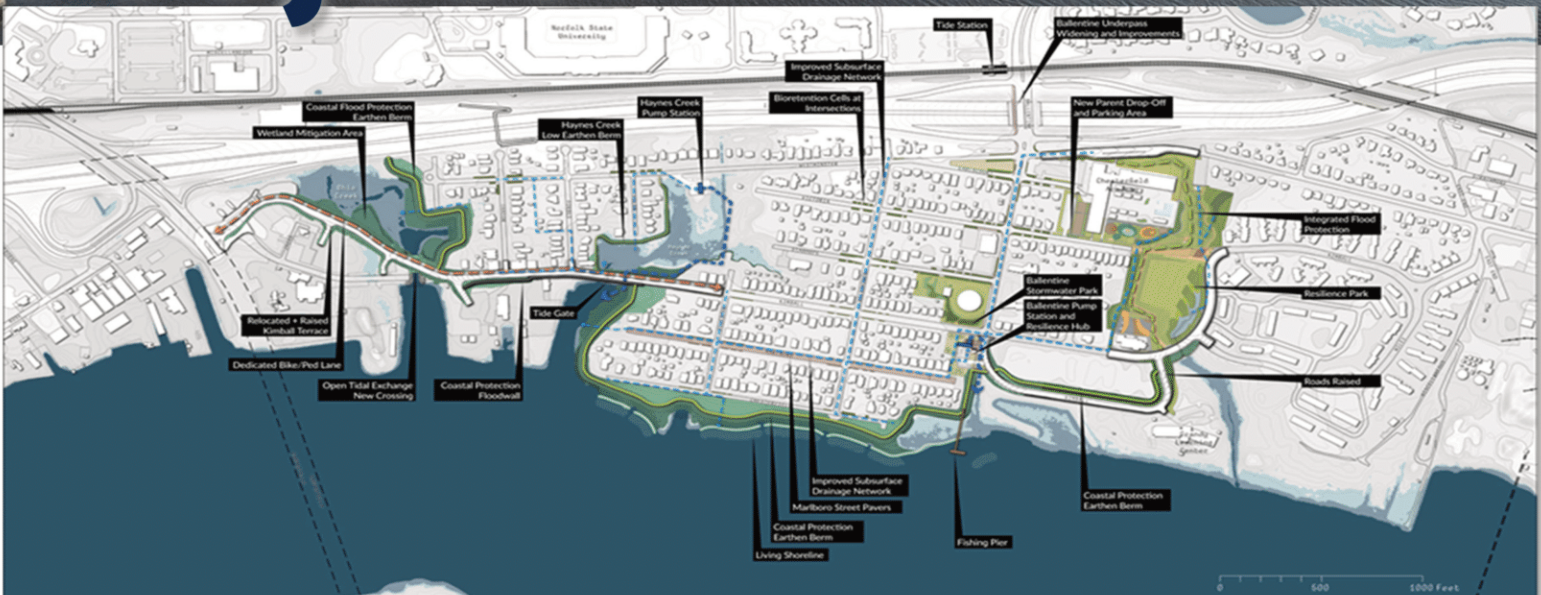 Norfolk State
University
Tide Station
Ballentine Underpass
Widening and Improvements
Improved Subsurface
Drainage Network
Bioretention Cells at
Intersections
Haynes Creek
Pump Station
New Parent Drop-Off
and Parking Area
Coastal Flood Protection
Earthen Berm
Wetland Mitigation Area
Haynes Creek
Low Earthen Berm
Chesterfield
Integrated Flood
Protection
Ballentine
Stormwater Park
Resilience Park
Ballentine Pump
Station and
Resilience Hub
Tide Gate
Relocated + Raised
Kimball Terrace
Dedicated Bike/Ped Lane
Open Tidal Exchange
New Crossing
Coastal Protection
Floodwall
Roads Raised
Grandy
Learning
Center
Improved Subsurface
Drainage Network
Marlboro Street Pavers
Coastal Protection
Earthen Berm
Living Shoreline
Fishing Pier
Coastal Protection
Earthen Berm
0 500 1000 Feet